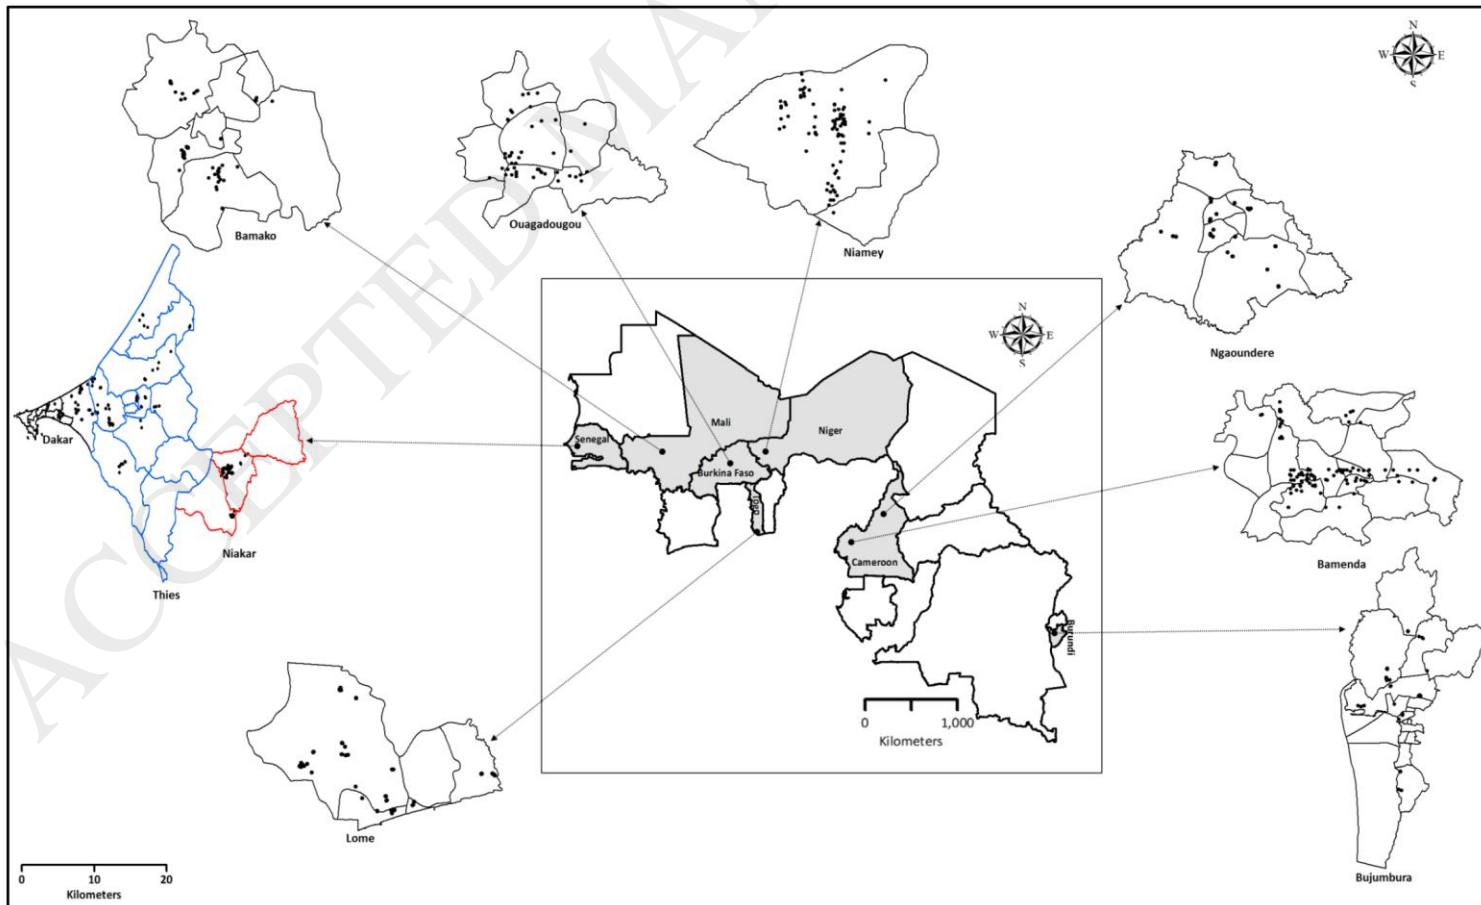 ACCEPTED MA
N
W E
S
Bamako
Ouagadougou
Niamey
Ngaoundere
N
W E
S
Mali
Niger
Senegal
Burkina Faso
Togo
Cameroon
Burundi
Dakar
Niakar
Thies
Bamenda
0 1,000
Kilometers
Lome
Bujumbura
0 10 20
Kilometers